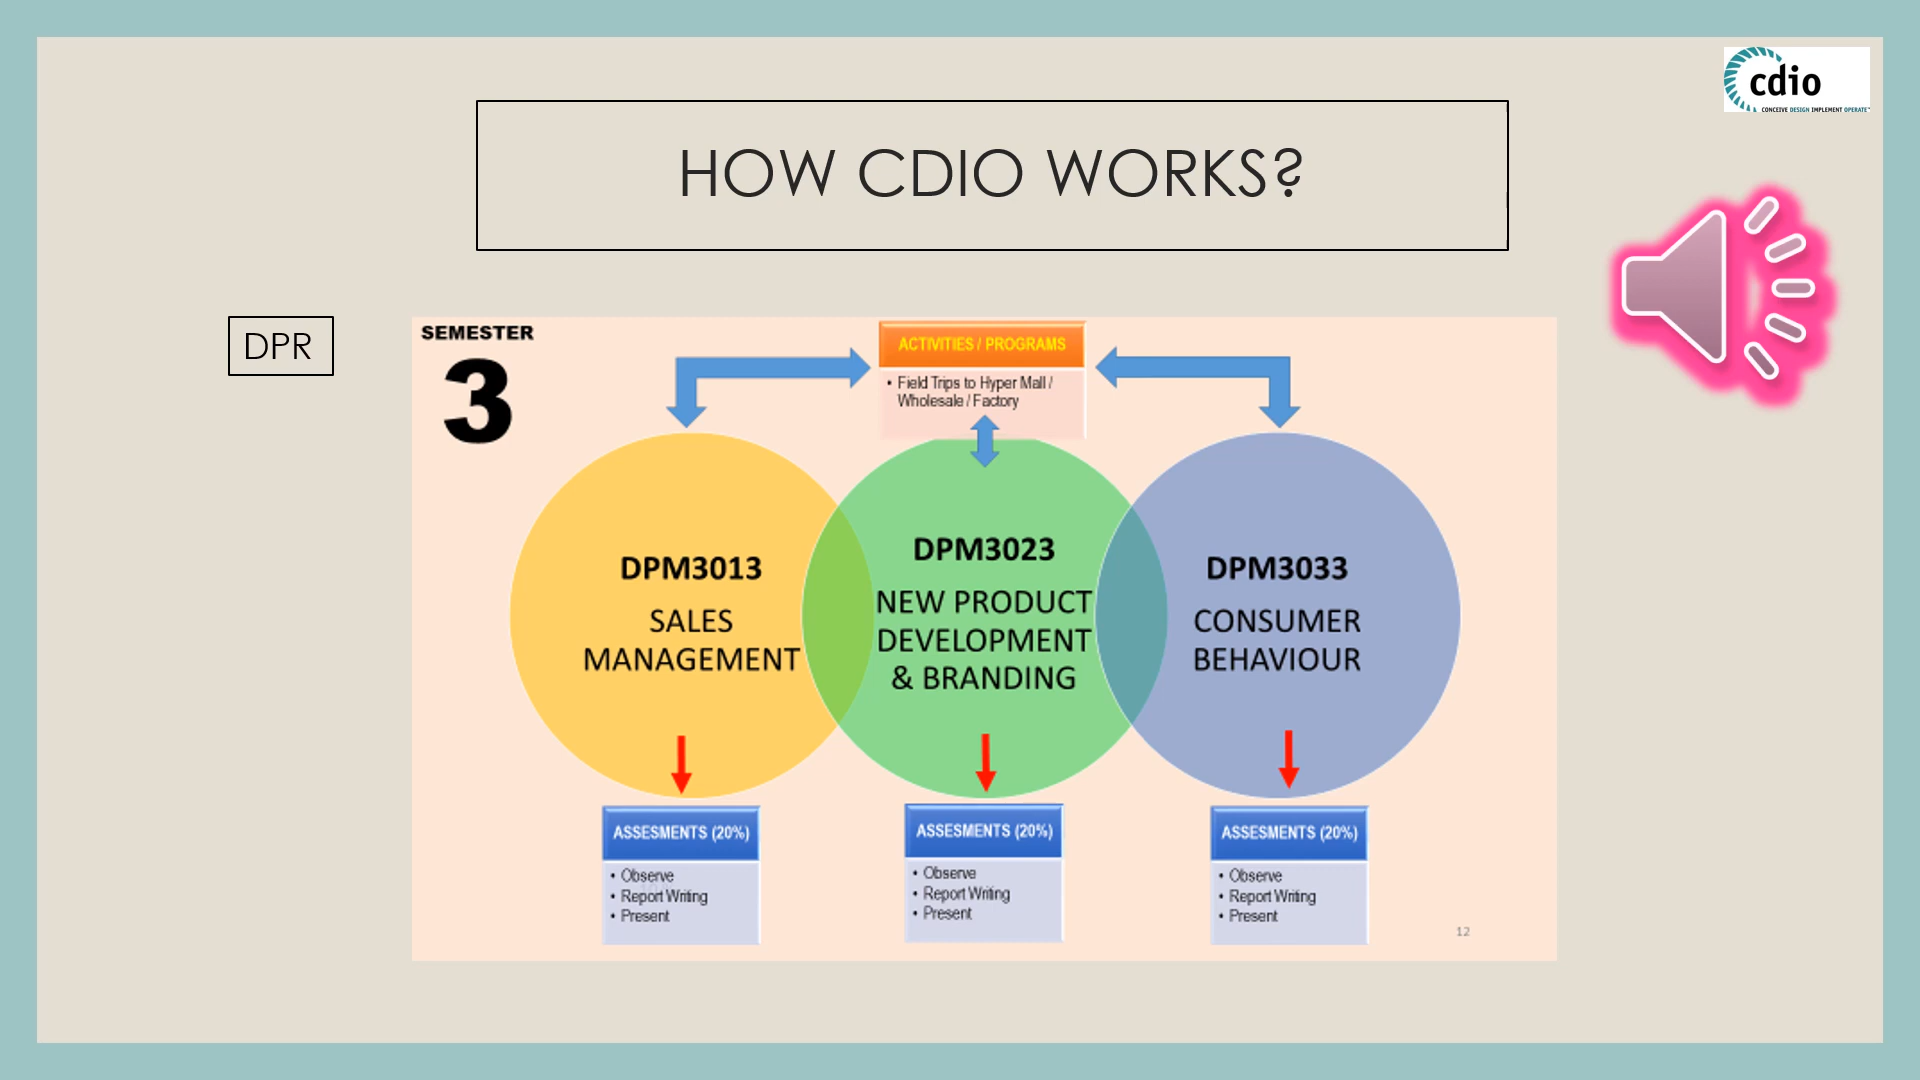 cdio
CONCEIVE DESIGN IMPLEMENT OPERATE
HOW CDIO WORKS?
DPR
SEMESTER
3
ACTIVITIES / PROGRAMS
• Field Trips to Hyper Mall /
Wholesale / Factory
DPM3013
SALES
MANAGEMENT
DPM3023
NEW PRODUCT
DEVELOPMENT
& BRANDING
DPM3033
CONSUMER
BEHAVIOUR
ASSESMENTS (20%)
• Observe
• Report Writing
• Present
ASSESMENTS (20%)
• Observe
• Report Writing
• Present
ASSESMENTS (20%)
• Observe
• Report Writing
• Present
12